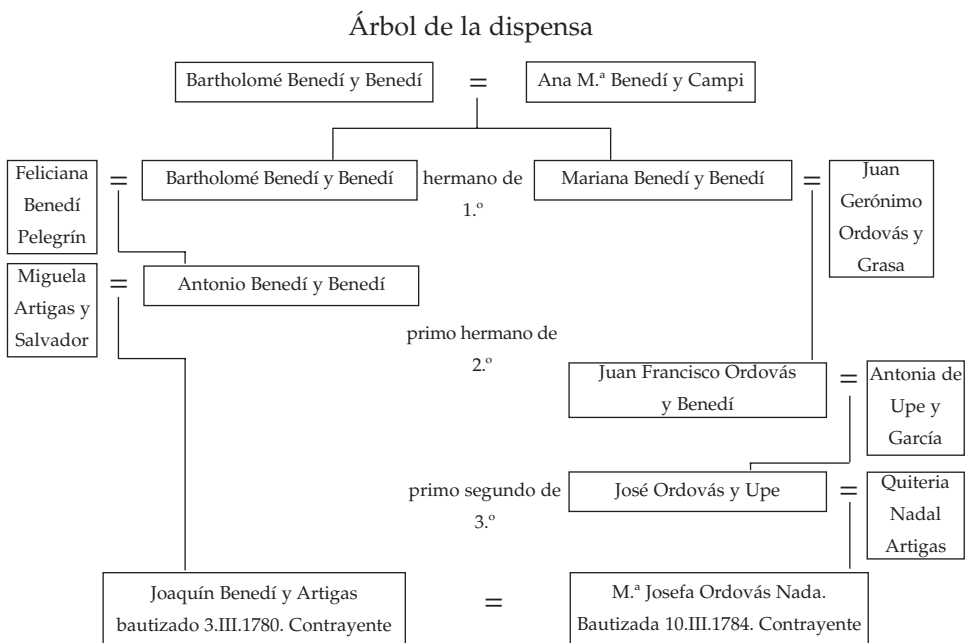 Árbol de la dispensa
Bartholomé Benedí y Benedí
=
Ana M.ª Benedí y Campi
Feliciana
Benedí
Pelegrín
=
Bartholomé Benedí y Benedí
hermano de
1.º
Mariana Benedí y Benedí
=
Juan
Gerónimo
Ordovás y
Grasa
Miguela
Artigas y
Salvador
=
Antonio Benedí y Benedí
primo hermano de
2.º
Juan Francisco Ordovás
y Benedí
=
Antonia de
Upe y
García
primo segundo de
3.º
José Ordovás y Upe
=
Quiteria
Nadal
Artigas
Joaquín Benedí y Artigas
bautizado 3.III.1780. Contrayente
=
M.ª Josefa Ordovás Nada.
Bautizada 10.III.1784. Contrayente